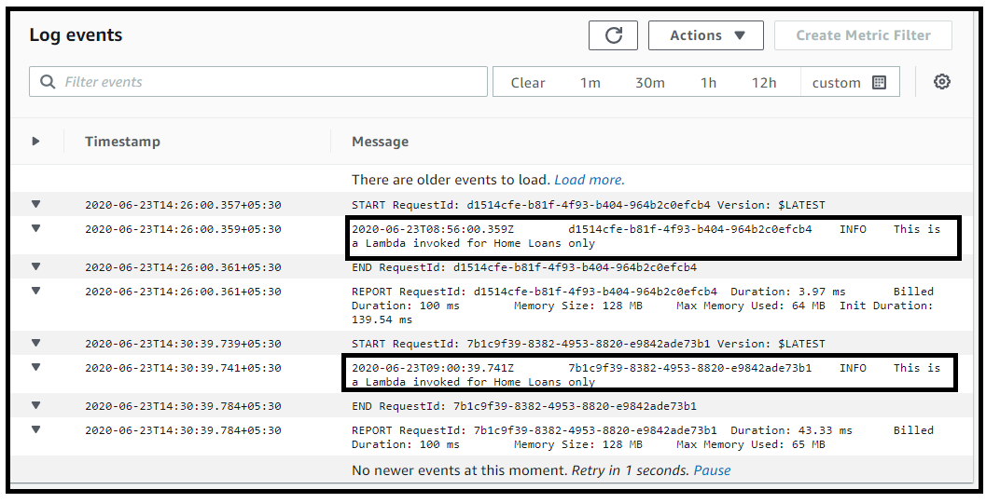 Log events
Actions
Create Metric Filter
Filter events
Clear 1m 30m 1h 12h custom
Timestamp Message
There are older events to load. Load more.
2020-06-23T14:26:00.357+05:30 START RequestId: d1514cfe-b81f-4f93-b404-964b2c0efcb4 Version: $LATEST
2020-06-23T14:26:00.359+05:30 2020-06-23T08:56:00.359Z d1514cfe-b81f-4f93-b404-964b2c0efcb4 INFO This is
a Lambda invoked for Home Loans only
2020-06-23T14:26:00.361+05:30 END RequestId: d1514cfe-b81f-4f93-b404-964b2c0efcb4
2020-06-23T14:26:00.361+05:30 REPORT RequestId: d1514cfe-b81f-4f93-b404-964b2c0efcb4 Duration: 3.97 ms Billed
Duration: 100 ms Memory Size: 128 MB Max Memory Used: 64 MB Init Duration:
139.54 ms
2020-06-23T14:30:39.739+05:30 START RequestId: 7b1c9f39-8382-4953-8820-e9842ade73b1 Version: $LATEST
2020-06-23T14:30:39.741+05:30 2020-06-23T09:00:39.741Z 7b1c9f39-8382-4953-8820-e9842ade73b1 INFO This is
a Lambda invoked for Home Loans only
2020-06-23T14:30:39.784+05:30 END RequestId: 7b1c9f39-8382-4953-8820-e9842ade73b1
2020-06-23T14:30:39.784+05:30 REPORT RequestId: 7b1c9f39-8382-4953-8820-e9842ade73b1 Duration: 43.33 ms Billed
Duration: 100 ms Memory Size: 128 MB Max Memory Used: 65 MB
No newer events at this moment. Retry in 1 seconds. Pause